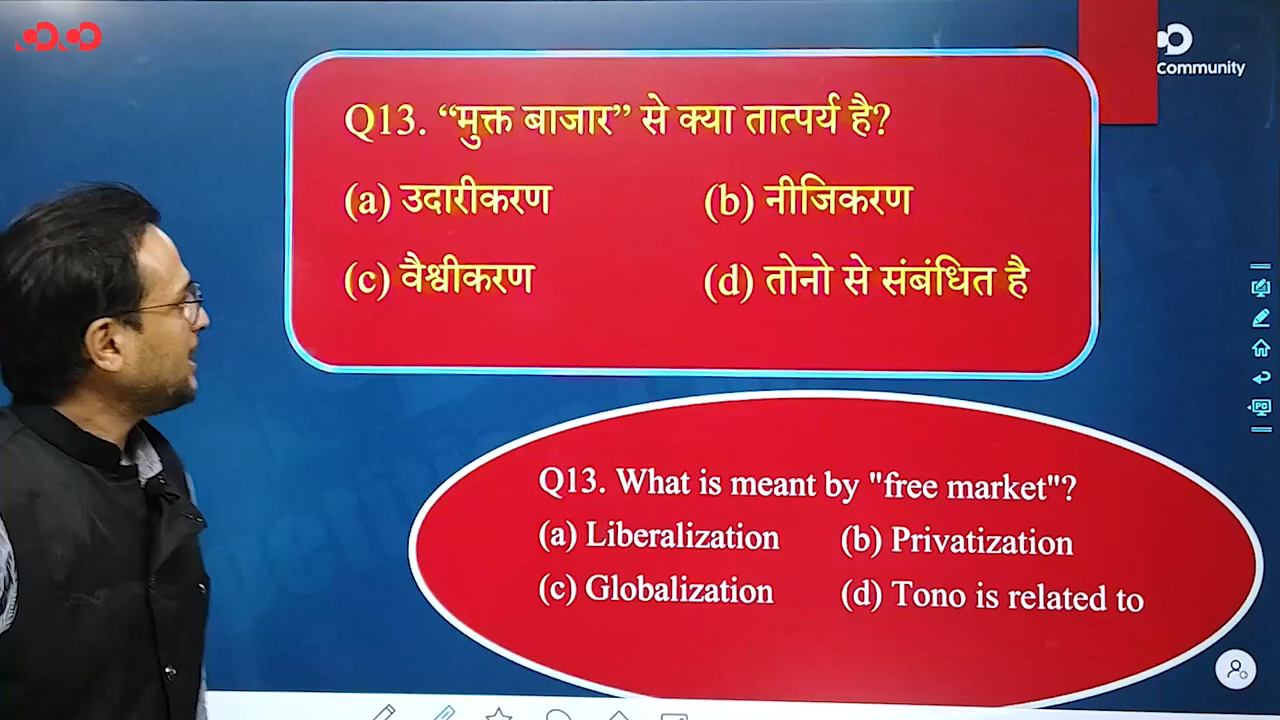 Community
Q13. “मुक्त बाजार” से क्या तात्पर्य है?
(a) उदारीकरण (b) नीजिकरण
(c) वैश्वीकरण (d) तोनो से संबंधित है
Q13. What is meant by "free market"?
(a) Liberalization (b) Privatization
(c) Globalization (d) Tono is related to